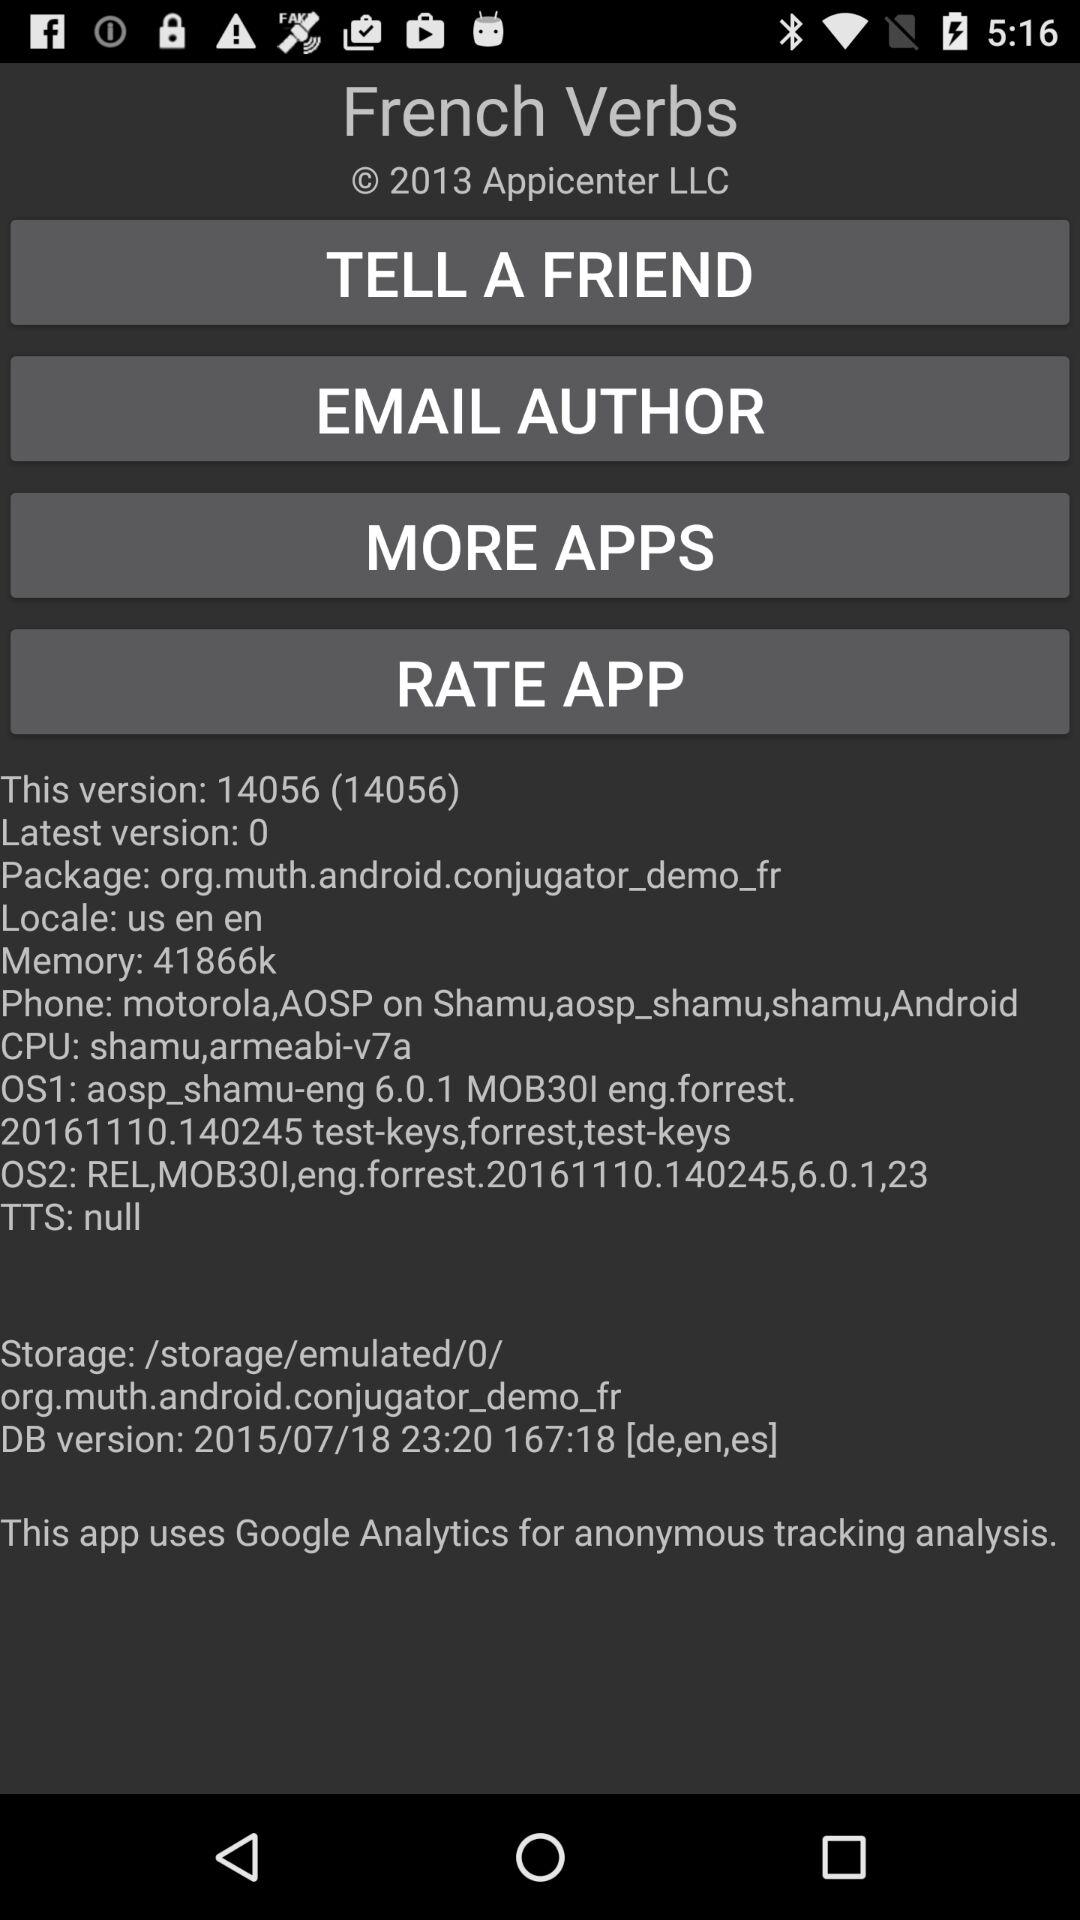 FAKE
5:16
French Verbs
© 2013 Appicenter LLC
TELL A FRIEND
EMAIL AUTHOR
MORE APPS
RATE APP
This version: 14056 (14056)
Latest version: 0
Package: org.muth.android.conjugator_demo_fr
Locale: us en en
Memory: 41866k
Phone: motorola,AOSP on Shamu,aosp_shamu,shamu,Android
CPU: shamu,armeabi-v7a
OS1: aosp_shamu-eng 6.0.1 MOB30I eng.forrest.
20161110.140245 test-keys,forrest,test-keys
OS2: REL,MOB30I,eng.forrest.20161110.140245,6.0.1,23
TTS: null
Storage: /storage/emulated/0/
org.muth.android.conjugator_demo_fr
DB version: 2015/07/18 23:20 167:18 [de,en,es]
This app uses Google Analytics for anonymous tracking analysis.